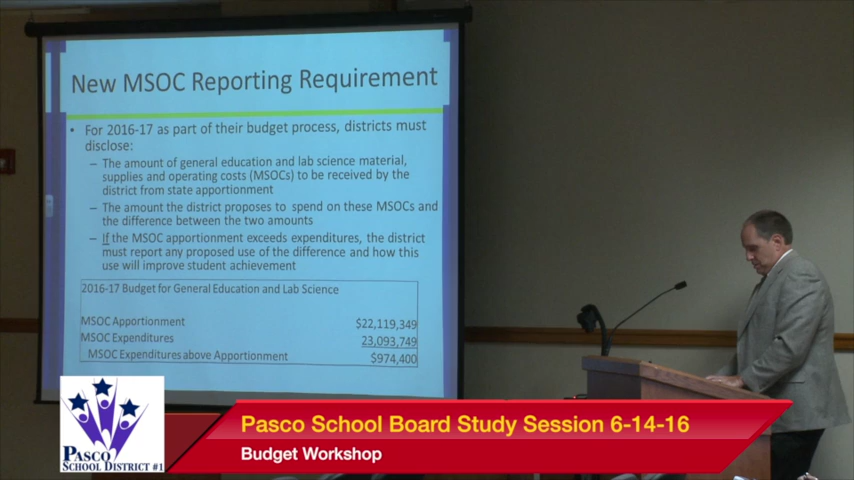 New MSOC Reporting Requirement
• For 2016-17 as part of their budget process, districts must
disclose:
– The amount of general education and lab science material,
supplies and operating costs (MSOCs) to be received by the
district from state apportionment
– The amount the district proposes to spend on these MSOCs and
the difference between the two amounts
– If the MSOC apportionment exceeds expenditures, the district
must report any proposed use of the difference and how this
use will improve student achievement
2016-17 Budget for General Education and Lab Science
MSOC Apportionment $22,119,349
MSOC Expenditures 23,093,749
MSOC Expenditures above Apportionment $974,400
PASCO
SCHOOL DISTRICT #1
Pasco School Board Study Session 6-14-16
Budget Workshop